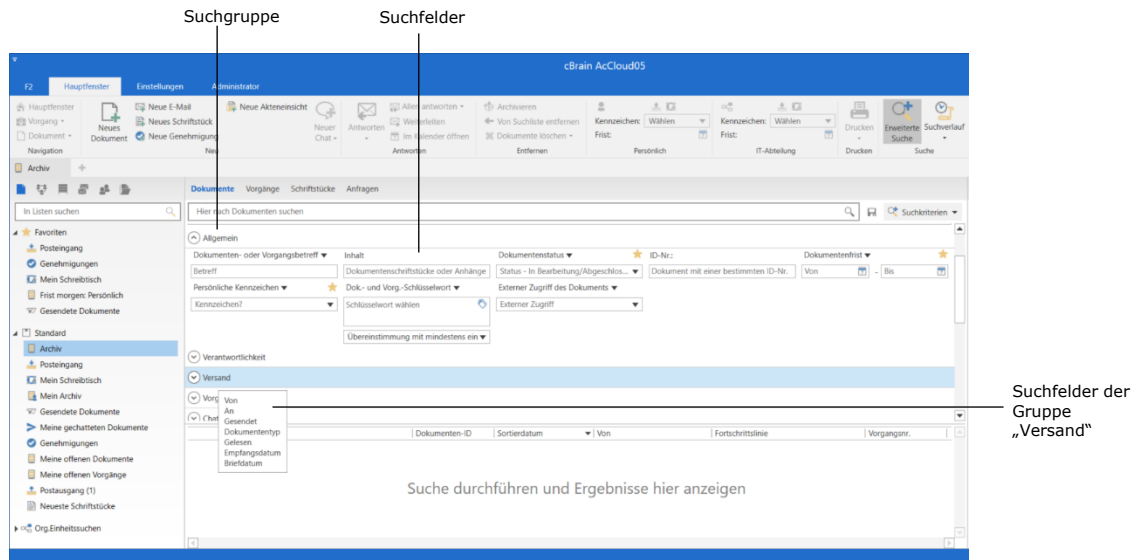 Suchgruppe
Suchfelder
cBrain AcCloud05
F2 Hauptfenster Einstellungen Administrator
Hauptfenster
Vorgang
Dokument
Navigation
Neues Dokument
Neue E-Mail
Neues Schriftstück
Neue Genehmigung
Neue Akteneinsicht
Neuer Chat
Neu
Antworten
Allen antworten
Weiterleiten
Im Kalender öffnen
Antworten
Archivieren
Von Suchliste entfernen
Dokumente löschen
Entfernen
Kennzeichen: Wählen
Frist:
Persönlich
Kennzeichen: Wählen
Frist:
IT-Abteilung
Drucken
Drucken
Erweiterte Suche
Suchverlauf
Suche
Archiv
Dokumente Vorgänge Schriftstücke Anfragen
In Listen suchen
Hier nach Dokumenten suchen
Suchkriterien
Favoriten
Posteingang
Genehmigungen
Mein Schreibtisch
Frist morgen: Persönlich
Gesendete Dokumente
Standard
Archiv
Posteingang
Mein Schreibtisch
Mein Archiv
Gesendete Dokumente
Meine gechatteten Dokumente
Genehmigungen
Meine offenen Dokumente
Meine offenen Vorgänge
Postausgang (1)
Neueste Schriftstücke
Org.Einheitssuchen
Allgemein
Dokumenten- oder Vorgangsbetreff Inhalt Dokumentenstatus ID-Nr.: Dokumentenfrist
Betreff Dokumentenschriftstücke oder Anhänge Status - In Bearbeitung/Abgeschlos... Dokument mit einer bestimmten ID-Nr. Von - Bis
Persönliche Kennzeichen Dok.- und Vorg.-Schlüsselwort Externer Zugriff des Dokuments
Kennzeichen? Schlüsselwort wählen Externer Zugriff
Übereinstimmung mit mindestens ein
Verantwortlichkeit
Versand
Vorg
Chat
Von
An
Gesendet
Dokumententyp
Gelesen
Empfangsdatum
Briefdatum
Dokumenten-ID Sortierdatum Von Fortschrittslinie Vorgangsnr.
Suche durchführen und Ergebnisse hier anzeigen
Suchfelder der
Gruppe
„Versand“